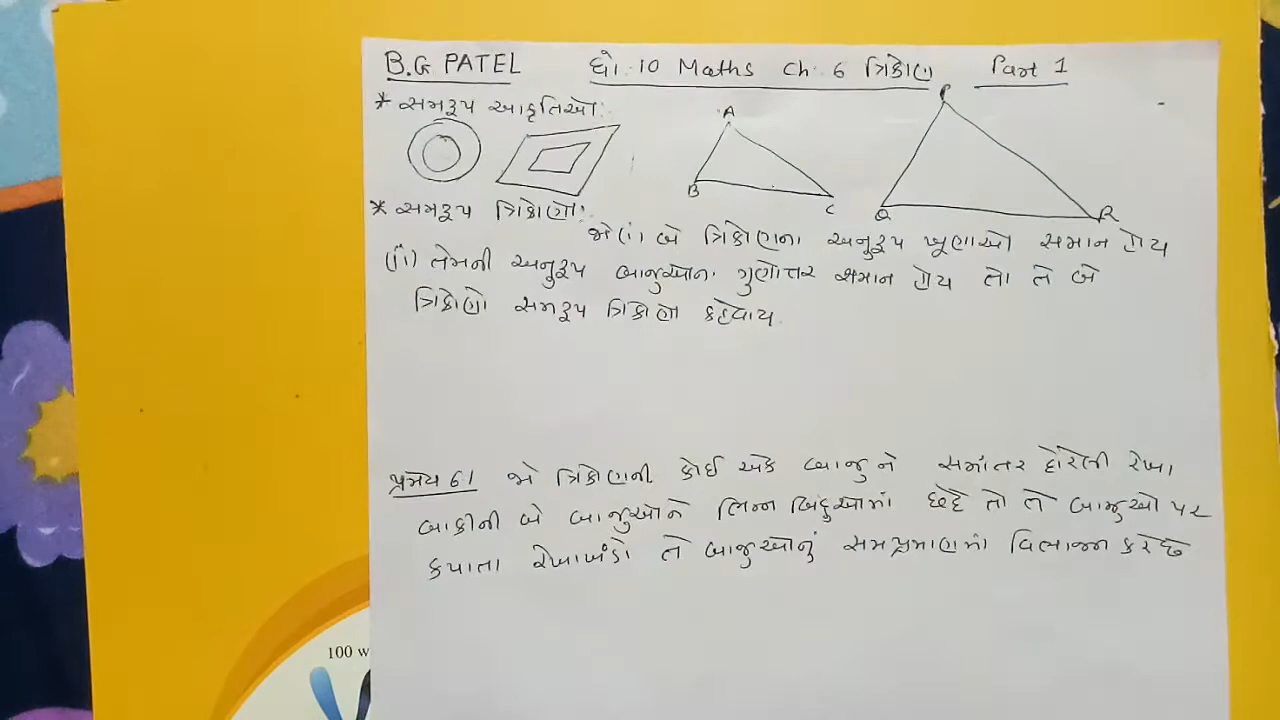 B.G PATEL ધો. 10 Maths Ch. 6 ત્રિકોણ Part 1
* સમરૂપ આકૃતિઓ:
A
P
B
C
Q
R
* સમરૂપ ત્રિકોણો:
જો (i) બે ત્રિકોણના અનુરૂપ ખૂણાઓ સમાન હોય
(ii) તેમની અનુરૂપ બાજુઓના ગુણોત્તર સમાન હોય તો તે બે
ત્રિકોણો સમરૂપ ત્રિકોણો કહેવાય.
પ્રમેય 6.1 જો ત્રિકોણની કોઈ એક બાજુને સમાંતર દોરેલી રેખા
બાકીની બે બાજુઓને ભિન્ન બિંદુઓમાં છેદે તો તે બાજુઓ પર
કપાતા રેખાખંડો તે બાજુઓનું સમપ્રમાણમાં વિભાજન કરે છે
100 w